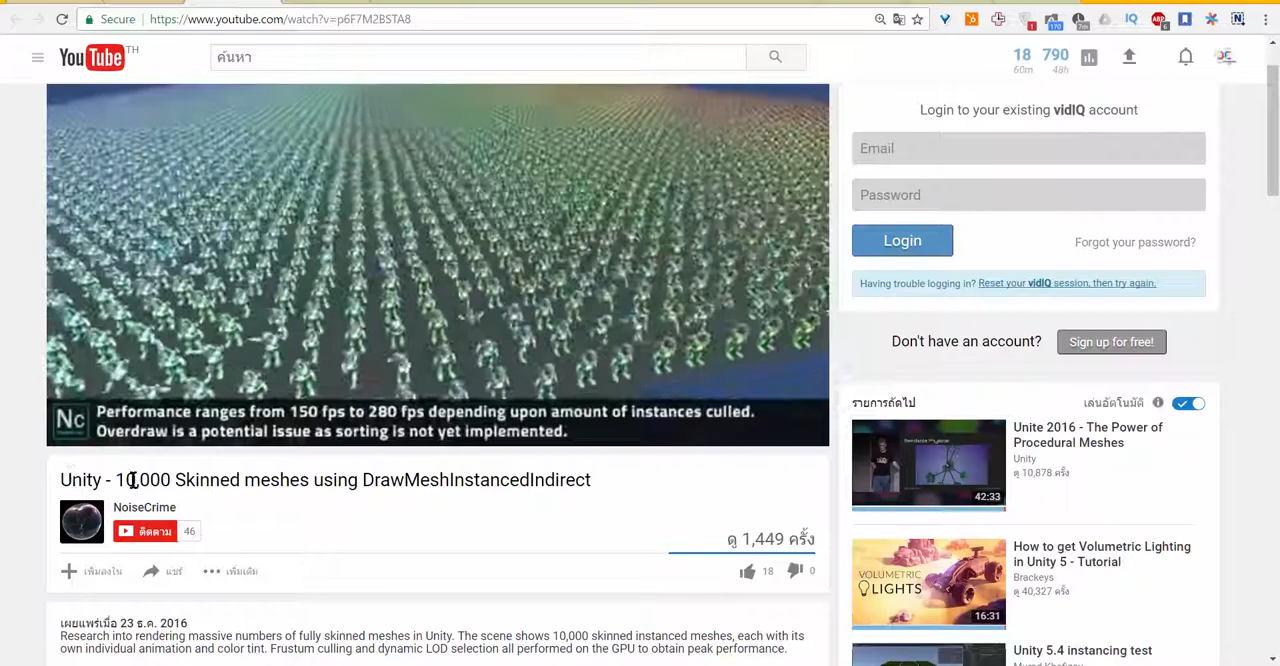 Secure
https://www.youtube.com/watch?v=p6F7M2BSTA8
1
170
7m
IQ
ABP
6
N
YouTube TH
ค้นหา
18
60m
790
48h
Login to your existing vidIQ account
Email
Password
Login
Forgot your password?
Having trouble logging in? Reset your vidIQ session, then try again.
Don't have an account?
Sign up for free!
Nc
Performance ranges from 150 fps to 280 fps depending upon amount of instances culled.
Overdraw is a potential issue as sorting is not yet implemented.
Unity - 10,000 Skinned meshes using DrawMeshInstancedIndirect
NoiseCrime
ติดตาม
46
ดู 1,449 ครั้ง
เพิ่มลงใน
แชร์
เพิ่มเติม
18
0
เผยแพร่เมื่อ 23 ธ.ค. 2016
Research into rendering massive numbers of fully skinned meshes in Unity. The scene shows 10,000 skinned instanced meshes, each with its
own individual animation and color tint. Frustum culling and dynamic LOD selection all performed on the GPU to obtain peak performance.
รายการถัดไป
เล่นอัตโนมัติ
Unite 2016 - The Power of
Procedural Meshes
Unity
ดู 10,878 ครั้ง
42:33
How to get Volumetric Lighting
in Unity 5 - Tutorial
Brackeys
ดู 40,327 ครั้ง
VOLUMETRIC
LIGHTS
16:31
Unity 5.4 instancing test